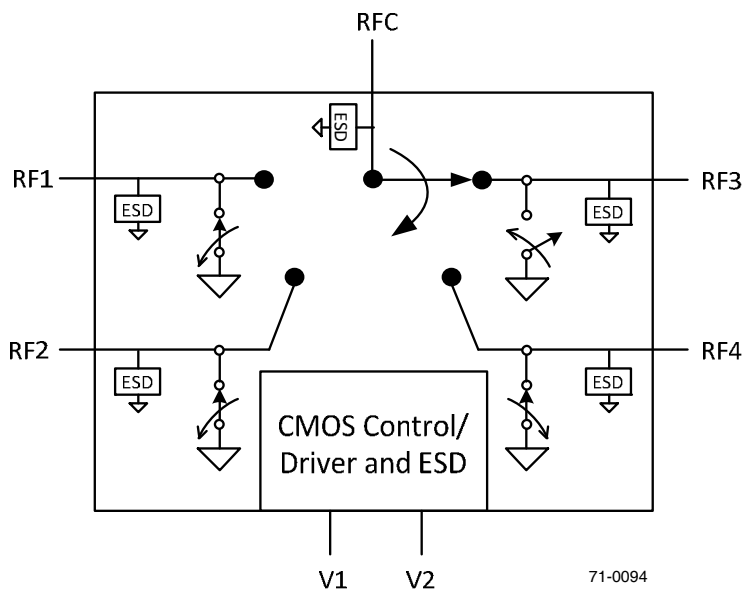 RFC
ESD
RF1
RF3
ESD
ESD
RF2
RF4
ESD
ESD
CMOS Control/
Driver and ESD
V1
V2
71-0094